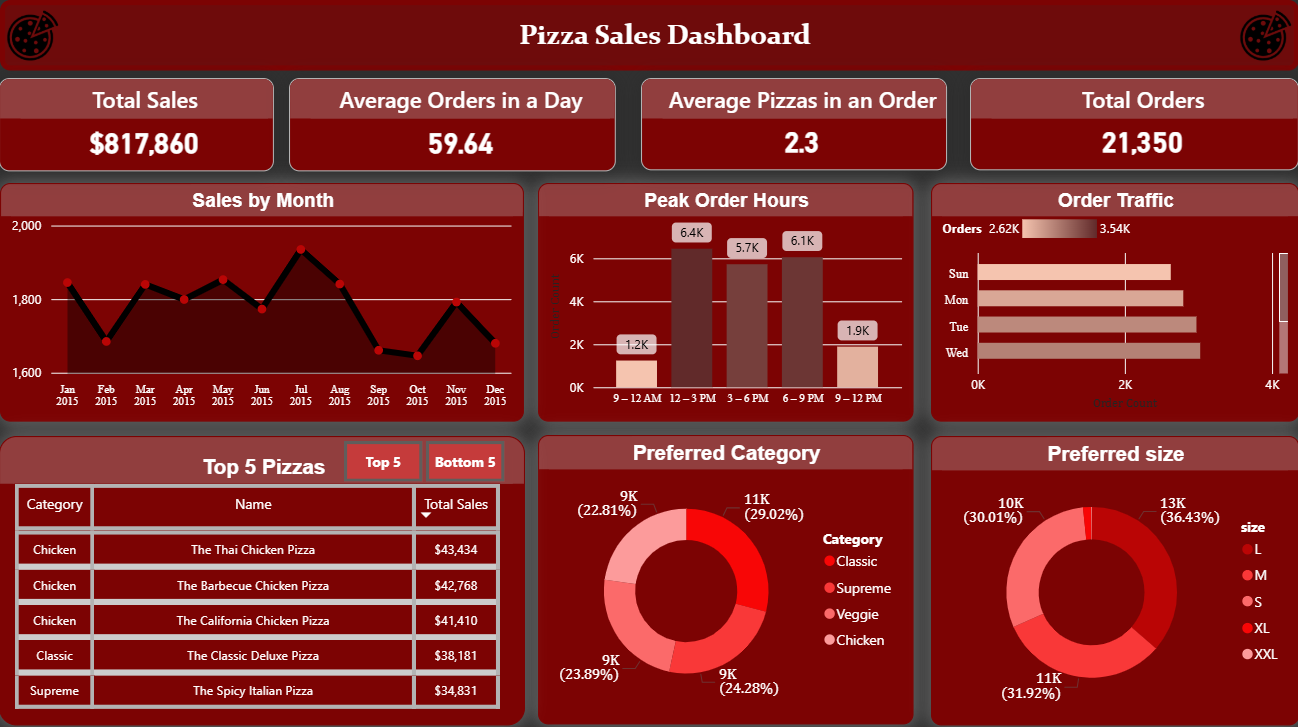 Pizza Sales Dashboard
Total Sales
$817,860
Average Orders in a Day
59.64
Average Pizzas in an Order
2.3
Total Orders
21,350
Sales by Month
2,000
1,800
1,600
Jan 2015
Feb 2015
Mar 2015
Apr 2015
May 2015
Jun 2015
Jul 2015
Aug 2015
Sep 2015
Oct 2015
Nov 2015
Dec 2015
Peak Order Hours
6K
4K
2K
0K
1.2K
6.4K
5.7K
6.1K
1.9K
9 – 12 AM
12 – 3 PM
3 – 6 PM
6 – 9 PM
9 – 12 PM
Order Traffic
Orders 2.62K 3.54K
Sun
Mon
Tue
Wed
0K
2K
4K
Top 5 Pizzas
Top 5
Bottom 5
Category Name Total Sales
Chicken The Thai Chicken Pizza $43,434
Chicken The Barbecue Chicken Pizza $42,768
Chicken The California Chicken Pizza $41,410
Classic The Classic Deluxe Pizza $38,181
Supreme The Spicy Italian Pizza $34,831
Preferred Category
9K
(22.81%)
11K
(29.02%)
9K
(23.89%)
9K
(24.28%)
Category
Classic
Supreme
Veggie
Chicken
Preferred size
10K
(30.01%)
13K
(36.43%)
11K
(31.92%)
size
L
M
S
XL
XXL